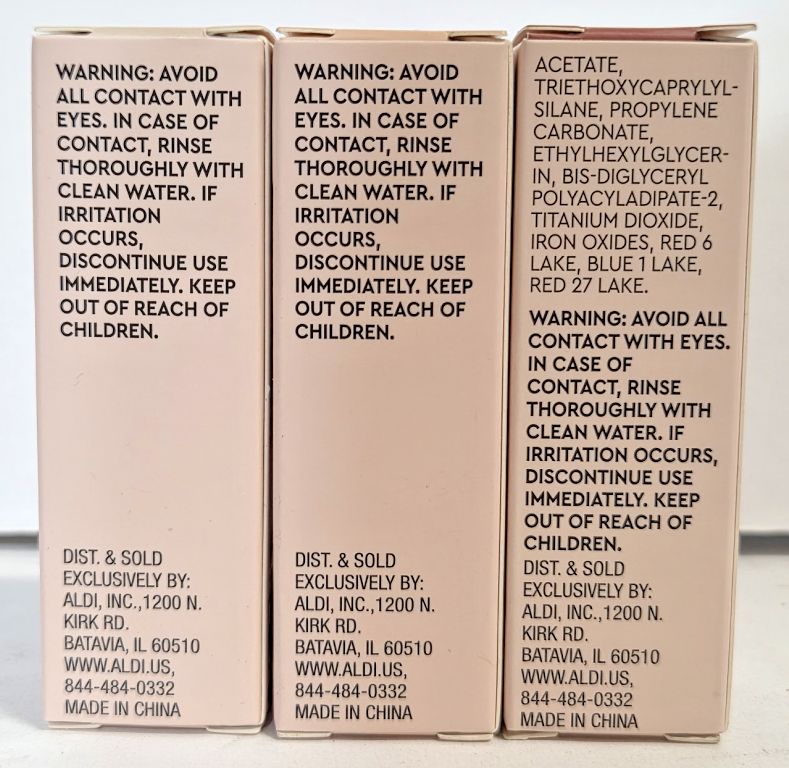 WARNING: AVOID
ALL CONTACT WITH
EYES. IN CASE OF
CONTACT, RINSE
THOROUGHLY WITH
CLEAN WATER. IF
IRRITATION
OCCURS,
DISCONTINUE USE
IMMEDIATELY. KEEP
OUT OF REACH OF
CHILDREN.
DIST. & SOLD
EXCLUSIVELY BY:
ALDI, INC.,1200 N.
KIRK RD.
BATAVIA, IL 60510
WWW.ALDI.US,
844-484-0332
MADE IN CHINA
WARNING: AVOID
ALL CONTACT WITH
EYES. IN CASE OF
CONTACT, RINSE
THOROUGHLY WITH
CLEAN WATER. IF
IRRITATION
OCCURS,
DISCONTINUE USE
IMMEDIATELY. KEEP
OUT OF REACH OF
CHILDREN.
DIST. & SOLD
EXCLUSIVELY BY:
ALDI, INC.,1200 N.
KIRK RD.
BATAVIA, IL 60510
WWW.ALDI.US,
844-484-0332
MADE IN CHINA
ACETATE,
TRIETHOXYCAPRYLYL-
SILANE, PROPYLENE
CARBONATE,
ETHYLHEXYLGLYCER-
IN, BIS-DIGLYCERYL
POLYACYLADIPATE-2,
TITANIUM DIOXIDE,
IRON OXIDES, RED 6
LAKE, BLUE 1 LAKE,
RED 27 LAKE.
WARNING: AVOID ALL
CONTACT WITH EYES.
IN CASE OF
CONTACT, RINSE
THOROUGHLY WITH
CLEAN WATER. IF
IRRITATION OCCURS,
DISCONTINUE USE
IMMEDIATELY. KEEP
OUT OF REACH OF
CHILDREN.
DIST. & SOLD
EXCLUSIVELY BY:
ALDI, INC.,1200 N.
KIRK RD.
BATAVIA, IL 60510
WWW.ALDI.US,
844-484-0332
MADE IN CHINA